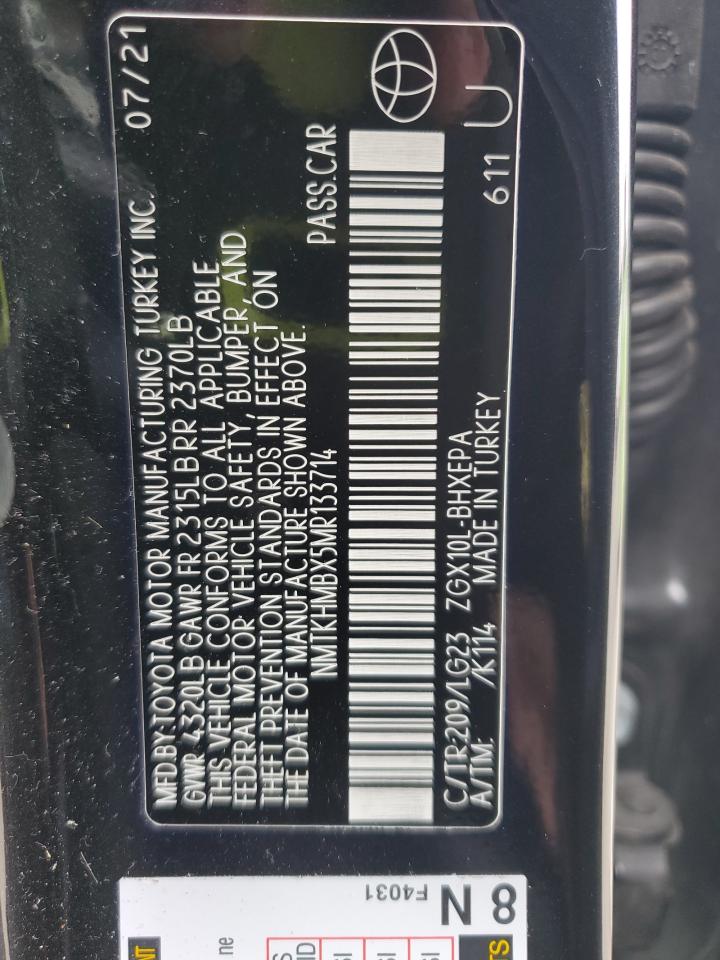 MFD.BY TOYOTA MOTOR MANUFACTURING TURKEY INC. 07/21
GVWR 4320LB GAWR FR 2315LB RR 2370LB
THIS VEHICLE CONFORMS TO ALL APPLICABLE
FEDERAL MOTOR VEHICLE SAFETY, BUMPER, AND
THEFT PREVENTION STANDARDS IN EFFECT ON
THE DATE OF MANUFACTURE SHOWN ABOVE.
NMTKHMBX5MR133714 PASS.CAR
C/TR:209/LG23 ZGX10L-BHXEPA 611 U
A/TM: /K114 MADE IN TURKEY
8 N
F4031